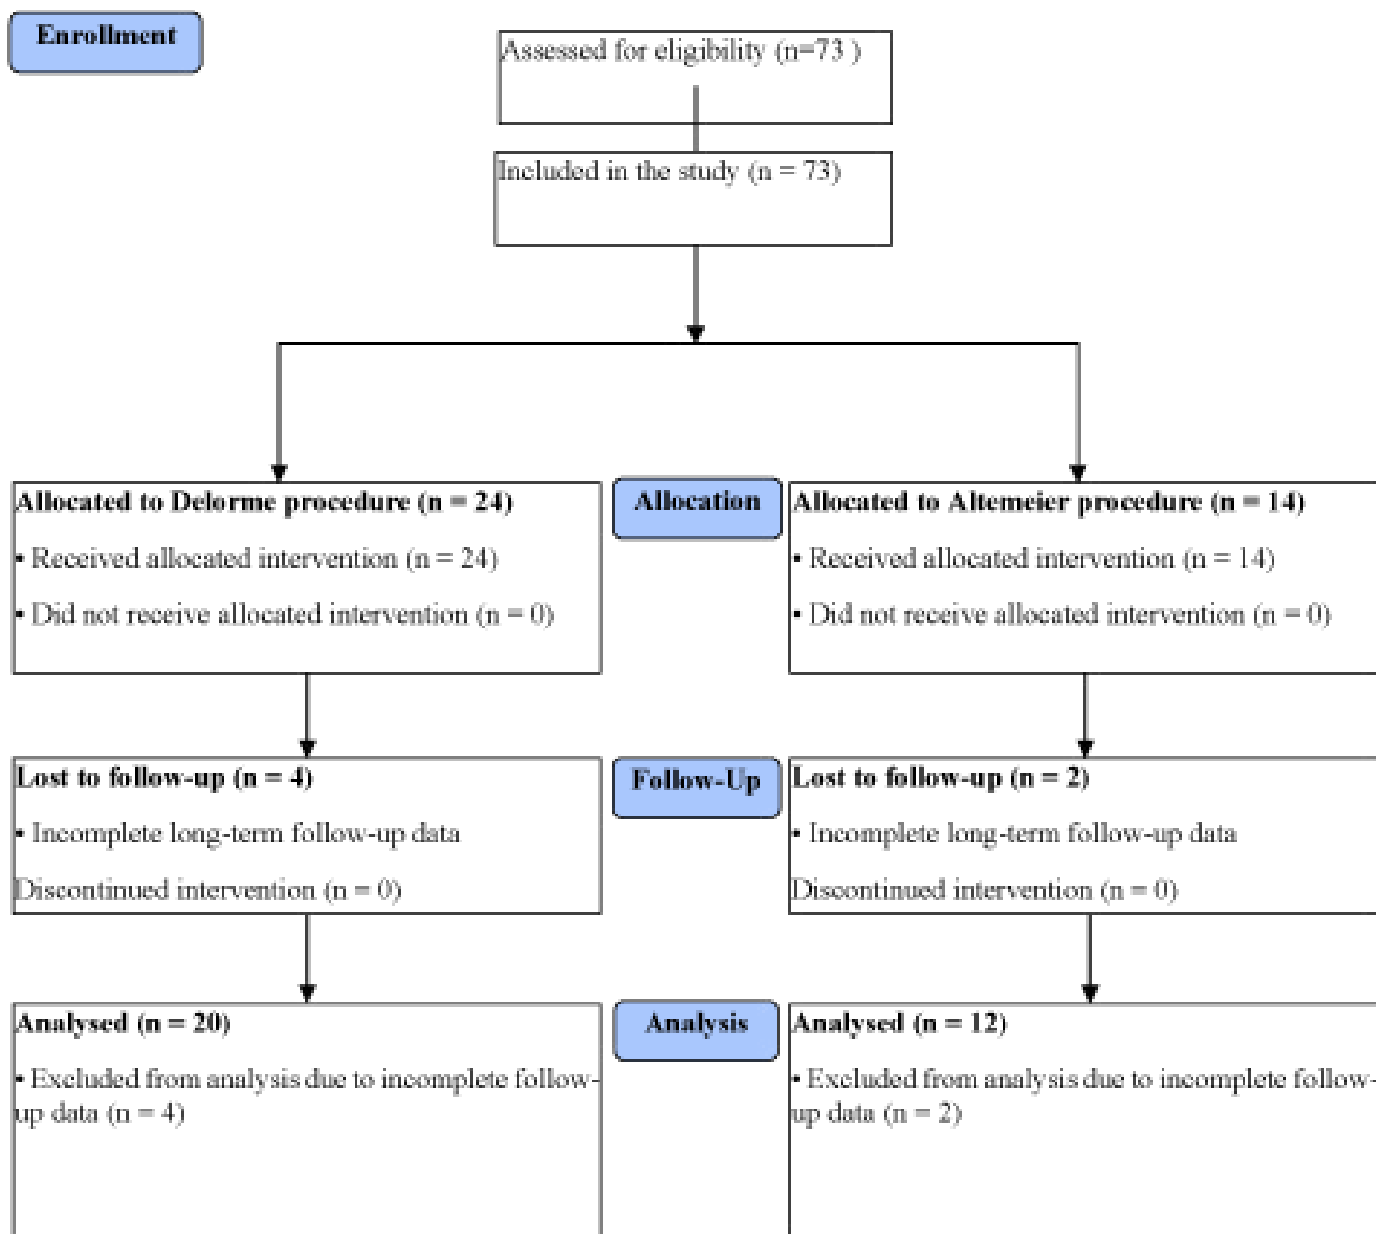 Enrollment
Assessed for eligibility (n=73 )
Included in the study (n = 73)
Allocated to Delorme procedure (n = 24)
• Received allocated intervention (n = 24)
• Did not receive allocated intervention (n = 0)
Allocation
Allocated to Altemeier procedure (n = 14)
• Received allocated intervention (n = 14)
• Did not receive allocated intervention (n = 0)
Lost to follow-up (n = 4)
• Incomplete long-term follow-up data
Discontinued intervention (n = 0)
Follow-Up
Lost to follow-up (n = 2)
• Incomplete long-term follow-up data
Discontinued intervention (n = 0)
Analysed (n = 20)
• Excluded from analysis due to incomplete follow-
up data (n = 4)
Analysis
Analysed (n = 12)
• Excluded from analysis due to incomplete follow-
up data (n = 2)